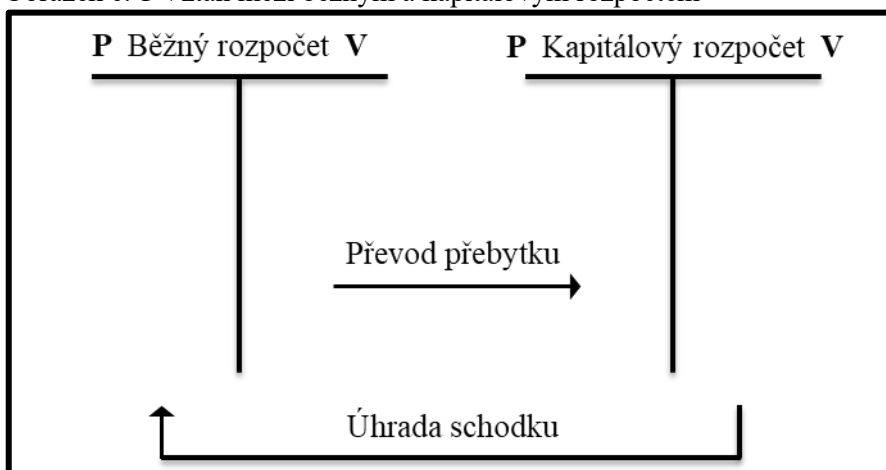 P Běžný rozpočet V P Kapitálový rozpočet V
Převod přebytku
Úhrada schodku